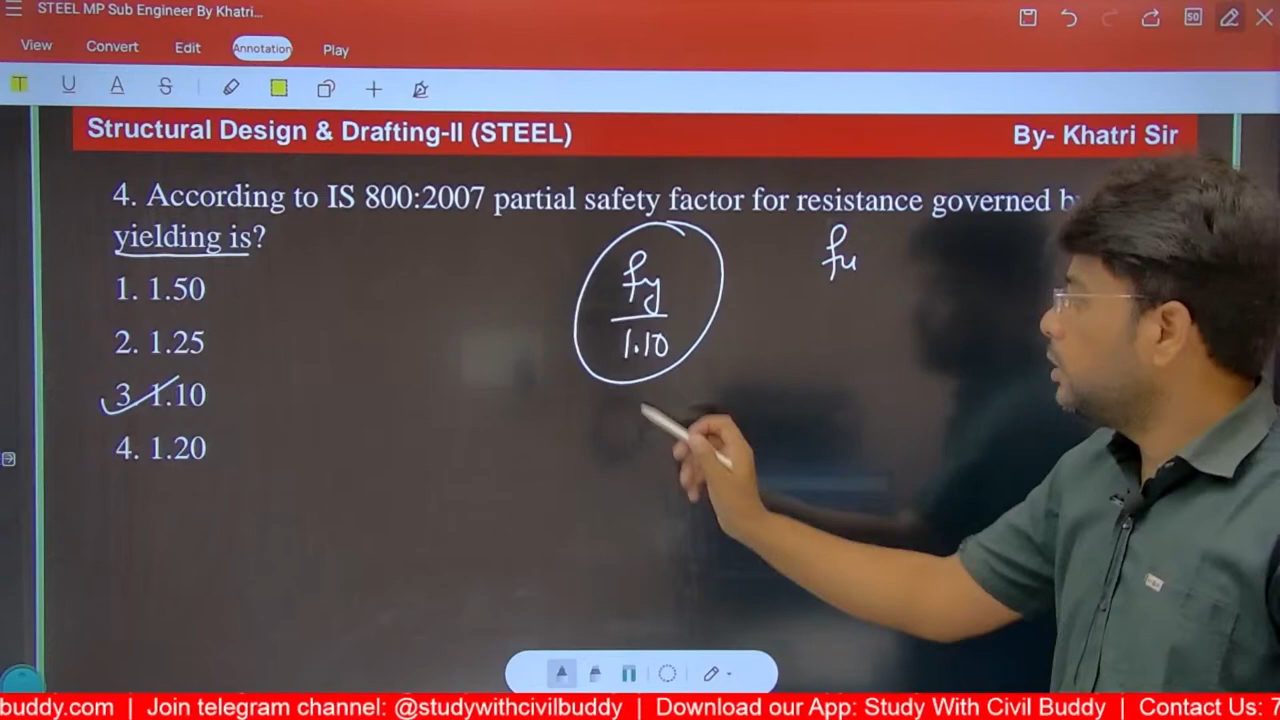 STEEL MP Sub Engineer By Khatri...
50
View Convert Edit Annotation Play
T U A S
Structural Design & Drafting-II (STEEL) By- Khatri Sir
4. According to IS 800:2007 partial safety factor for resistance governed
yielding is?
1. 1.50
2. 1.25
3. 1.10
4. 1.20
fy
1.10
fu
buddy.com | Join telegram channel: @studywithcivilbuddy | Download our App: Study With Civil Buddy | Contact Us: 7